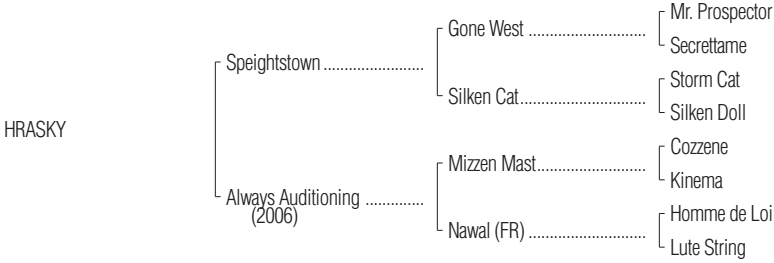 Mr. Prospector
Gone West ..............................
Secrettame
Speightstown ........................
Storm Cat
Silken Cat................................
Silken Doll
HRASKY
Cozzene
Mizzen Mast............................
Kinema
Always Auditioning ..............
(2006)
Homme de Loi
Nawal (FR) ..............................
Lute String